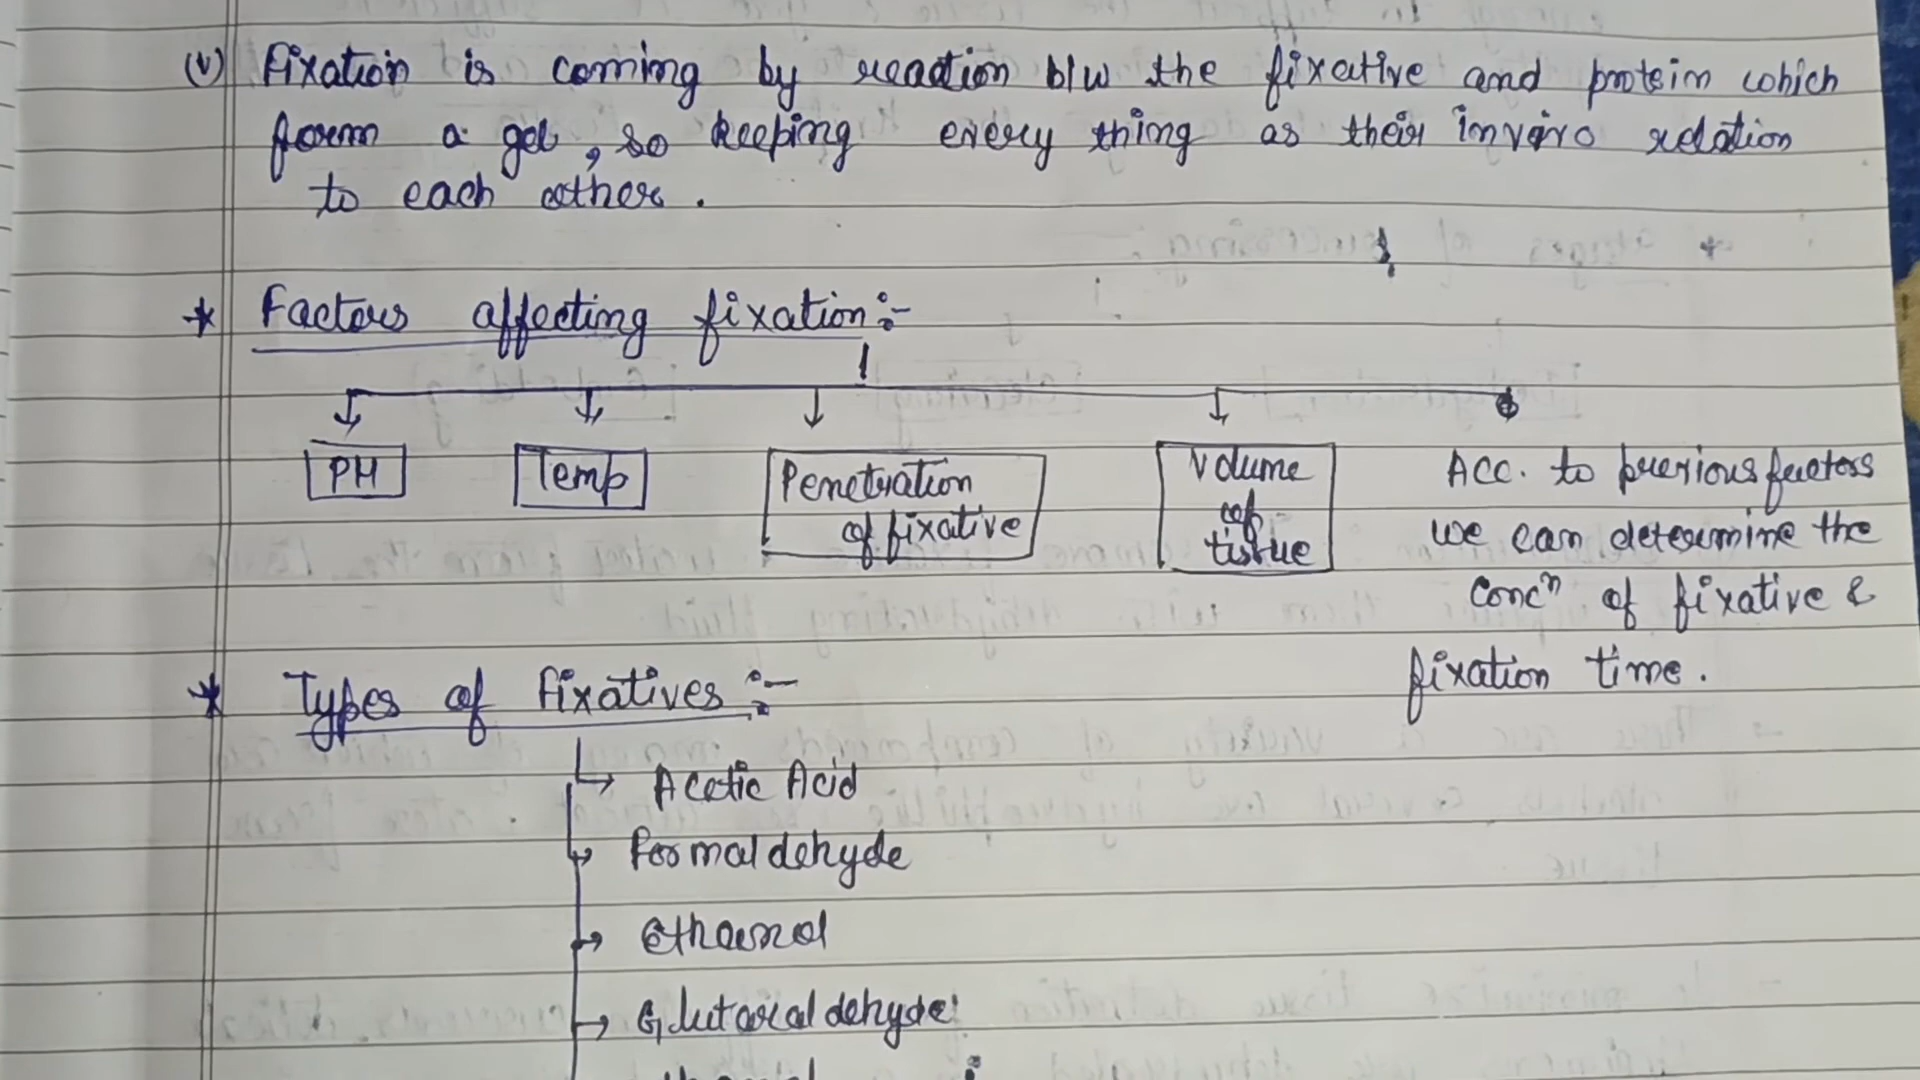 (V) Fixation is coming by reaction b/w the fixative and protein which
form a gel, so keeping every thing as their invivo relation
to each other.
* Factors affecting fixation :-
PH
Temp
Penetration
of fixative
Volume
of
tissue
Acc. to previous factors
we can determine the
Concⁿ of fixative &
fixation time.
* Types of Fixatives :-
Acetic Acid
Formaldehyde
Ethanol
Glutaraldehyde